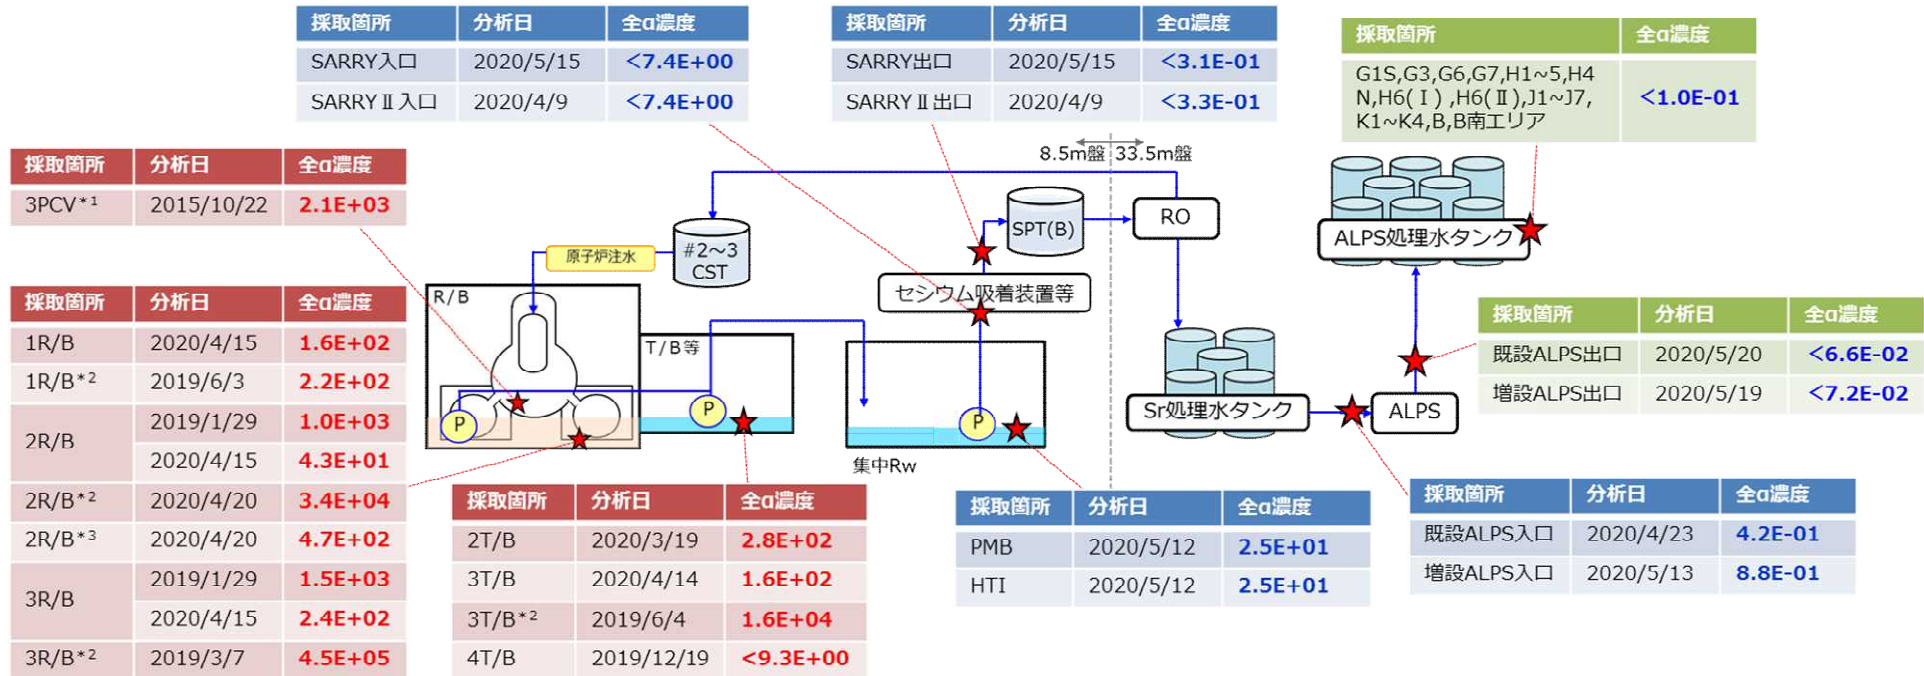 採取箇所 分析日 全α濃度
SARRY入口 2020/5/15 <7.4E+00
SARRYⅡ入口 2020/4/9 <7.4E+00
採取箇所 分析日 全α濃度
SARRY出口 2020/5/15 <3.1E-01
SARRYⅡ出口 2020/4/9 <3.3E-01
採取箇所 全α濃度
G1S,G3,G6,G7,H1~5,H4
N,H6(Ⅰ),H6(Ⅱ),J1~J7,
K1~K4,B,B南エリア
<1.0E-01
採取箇所 分析日 全α濃度
3PCV*1 2015/10/22 2.1E+03
8.5m盤 33.5m盤
#2～3
CST
原子炉注水
SPT(B)
RO
ALPS処理水タンク
セシウム吸着装置等
R/B
T/B等
P
P
P
集中Rw
Sr処理水タンク
ALPS
採取箇所 分析日 全α濃度
1R/B 2020/4/15 1.6E+02
1R/B*2 2019/6/3 2.2E+02
2R/B 2019/1/29 1.0E+03
2020/4/15 4.3E+01
2R/B*2 2020/4/20 3.4E+04
2R/B*3 2020/4/20 4.7E+02
3R/B 2019/1/29 1.5E+03
2020/4/15 2.4E+02
3R/B*2 2019/3/7 4.5E+05
採取箇所 分析日 全α濃度
2T/B 2020/3/19 2.8E+02
3T/B 2020/4/14 1.6E+02
3T/B*2 2019/6/4 1.6E+04
4T/B 2019/12/19 <9.3E+00
採取箇所 分析日 全α濃度
PMB 2020/5/12 2.5E+01
HTI 2020/5/12 2.5E+01
採取箇所 分析日 全α濃度
既設ALPS出口 2020/5/20 <6.6E-02
増設ALPS出口 2020/5/19 <7.2E-02
採取箇所 分析日 全α濃度
既設ALPS入口 2020/4/23 4.2E-01
増設ALPS入口 2020/5/13 8.8E-01